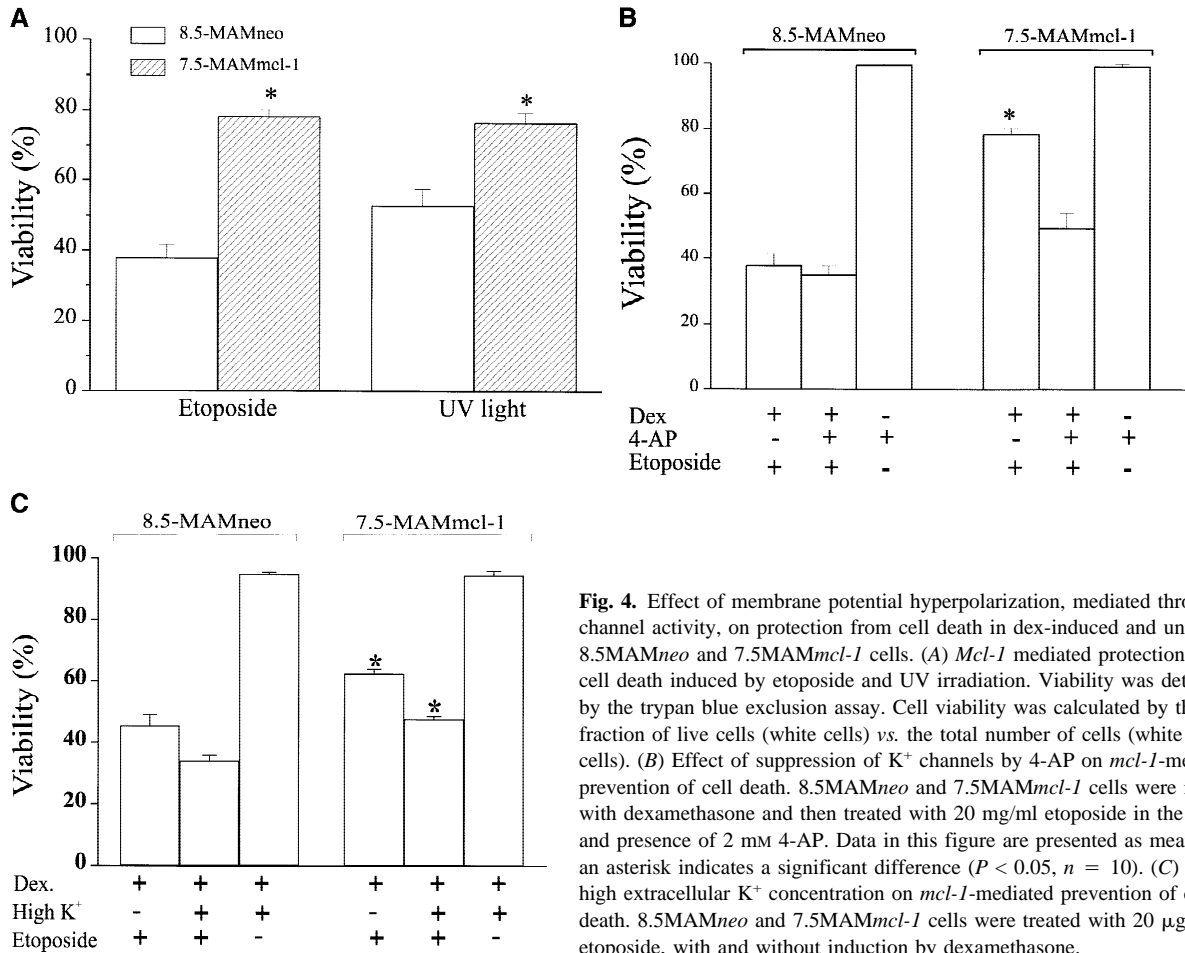 A
8.5-MAMneo
7.5-MAMmcl-1
Viability (%)
100
80
60
40
20
0
*
*
Etoposide UV light
B
8.5-MAMneo 7.5-MAMmcl-1
Viability (%)
100
80
60
40
20
0
*
Dex + + - + + -
4-AP - + + - + +
Etoposide + + - + + -
C
8.5-MAMneo 7.5-MAMmcl-1
Viability (%)
100
80
60
40
20
0
*
*
Dex. + + + + + +
High K+ - + + - + +
Etoposide + + - + + -
Fig. 4. Effect of membrane potential hyperpolarization, mediated thro
channel activity, on protection from cell death in dex-induced and un
8.5MAMneo and 7.5MAMmcl-1 cells. (A) Mcl-1 mediated protection
cell death induced by etoposide and UV irradiation. Viability was det
by the trypan blue exclusion assay. Cell viability was calculated by th
fraction of live cells (white cells) vs. the total number of cells (white
cells). (B) Effect of suppression of K+ channels by 4-AP on mcl-1-me
prevention of cell death. 8.5MAMneo and 7.5MAMmcl-1 cells were
with dexamethasone and then treated with 20 mg/ml etoposide in the
and presence of 2 mM 4-AP. Data in this figure are presented as mea
an asterisk indicates a significant difference (P < 0.05, n = 10). (C)
high extracellular K+ concentration on mcl-1-mediated prevention of
death. 8.5MAMneo and 7.5MAMmcl-1 cells were treated with 20 μg
etoposide, with and without induction by dexamethasone.